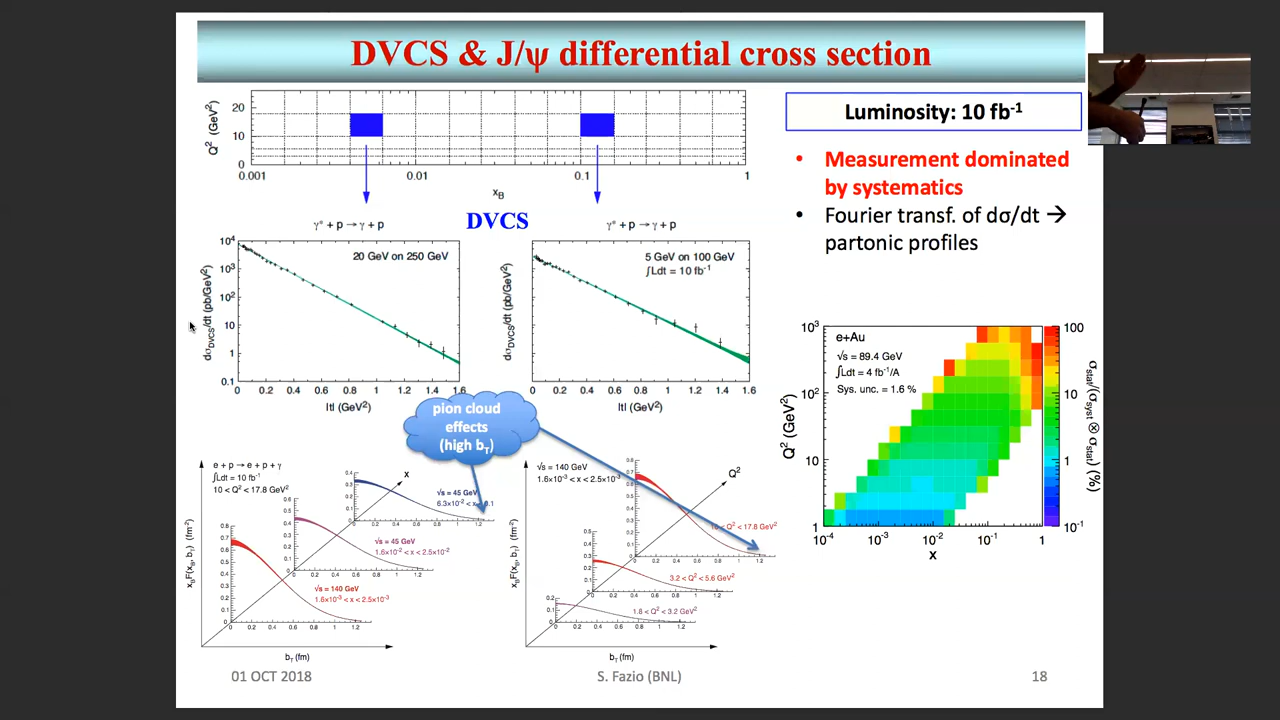 DVCS & J/ψ differential cross section
Q² (GeV²)
20
10
0
0.001
0.01
0.1
1
x_B
Luminosity: 10 fb⁻¹
• Measurement dominated
by systematics
• Fourier transf. of dσ/dt →
partonic profiles
γ* + p → γ + p
DVCS
γ* + p → γ + p
20 GeV on 250 GeV
dσ_DVCS/dt (pb/GeV²)
10⁴
10³
10²
10
1
0.1
0 0.2 0.4 0.6 0.8 1 1.2 1.4 1.6
|t| (GeV²)
5 GeV on 100 GeV
∫Ldt = 10 fb⁻¹
dσ_DVCS/dt (pb/GeV²)
0 0.2 0.4 0.6 0.8 1 1.2 1.4 1.6
|t| (GeV²)
pion cloud
effects
(high b_T)
e + p → e + p + γ
∫Ldt = 10 fb⁻¹
10 < Q² < 17.8 GeV²
x_BF(x_B, b_T) (fm⁻²)
x
√s = 45 GeV
√s = 45 GeV
1.6×10⁻² < x < 2.5×10⁻²
√s = 140 GeV
1.6×10⁻³ < x < 2.5×10⁻³
b_T (fm)
√s = 140 GeV
1.6×10⁻³ < x < 2.5×10⁻³
x_BF(x_B, b_T) (fm⁻²)
Q²
< Q² < 17.8 GeV²
3.2 < Q² < 5.6 GeV²
1.8 < Q² < 3.2 GeV²
b_T (fm)
e+Au
√s = 89.4 GeV
∫Ldt = 4 fb⁻¹/A
Sys. unc. = 1.6 %
Q² (GeV²)
10³
10²
10
1
10⁻⁴ 10⁻³ 10⁻² 10⁻¹ 1
x
100
10
1
10⁻¹
σ_stat/(σ_syst ⊗ σ_stat) (%)
01 OCT 2018
S. Fazio (BNL)
18